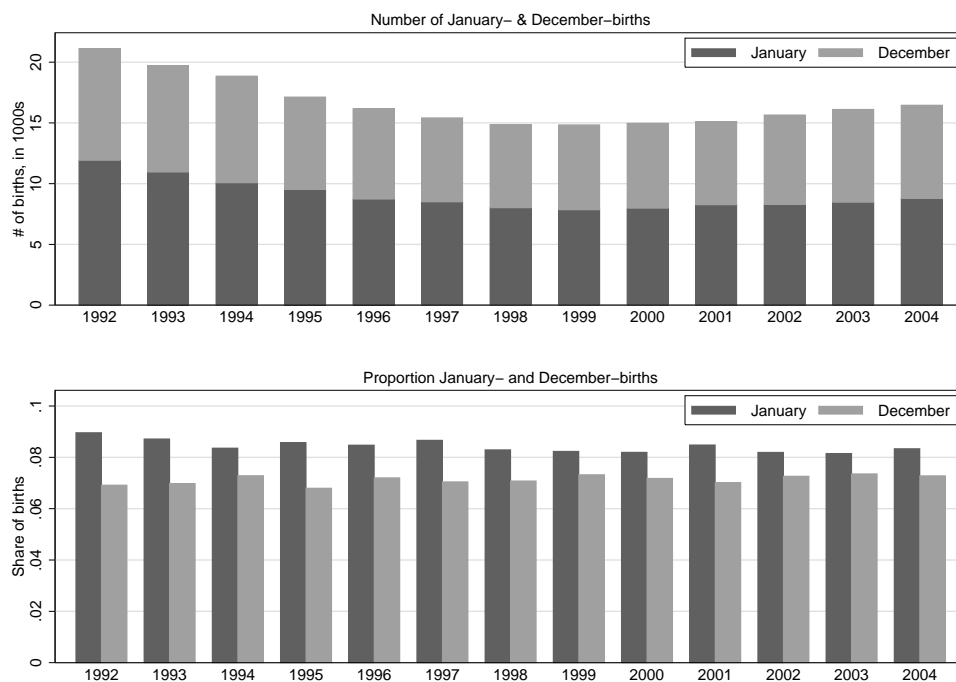 Number of January− & December−births
January December
# of births, in 1000s
20
15
10
5
0
1992 1993 1994 1995 1996 1997 1998 1999 2000 2001 2002 2003 2004
Proportion January− and December−births
January December
Share of births
.1
.08
.06
.04
.02
0
1992 1993 1994 1995 1996 1997 1998 1999 2000 2001 2002 2003 2004